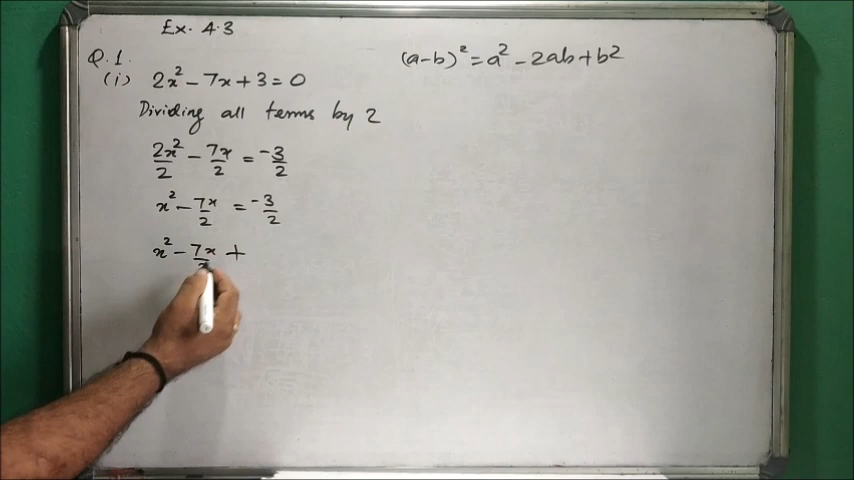 Ex. 4.3
Q.1.
(a-b)² = a² - 2ab + b²
(i) 2x² - 7x + 3 = 0
Dividing all terms by 2
2x²/2 - 7x/2 = -3/2
x² - 7x/2 = -3/2
x² - 7x/2 +